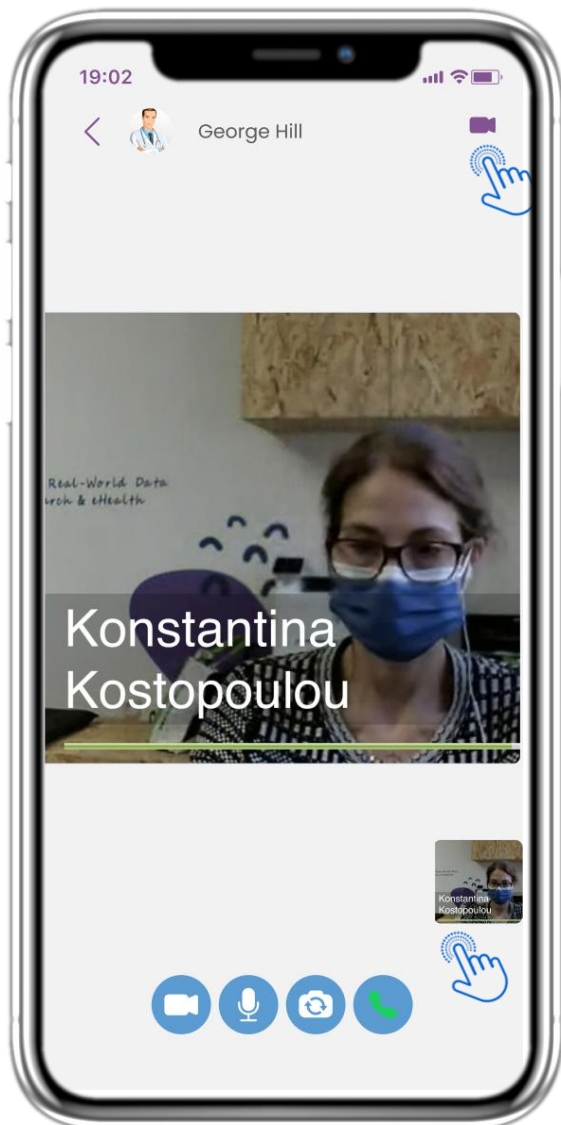 19:02
George Hill
Real-World Data
rch & eHealth
Konstantina
Kostopoulou
Konstantina
Kostopoulou